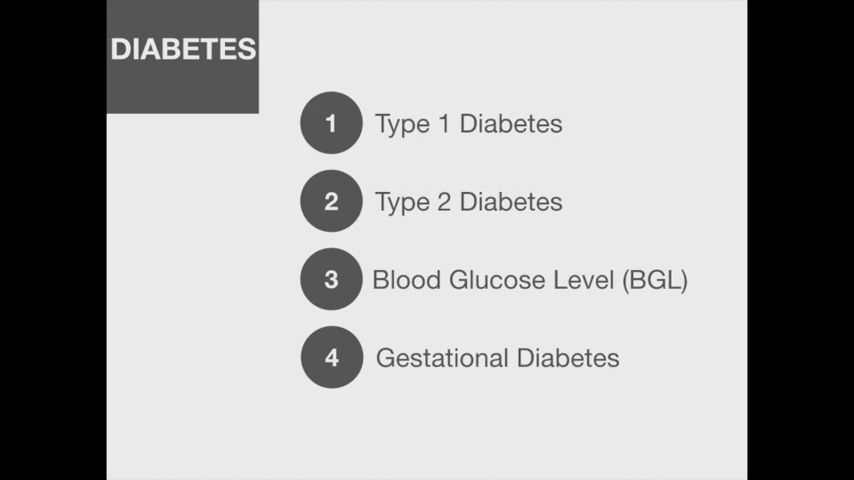 DIABETES
1 Type 1 Diabetes
2 Type 2 Diabetes
3 Blood Glucose Level (BGL)
4 Gestational Diabetes